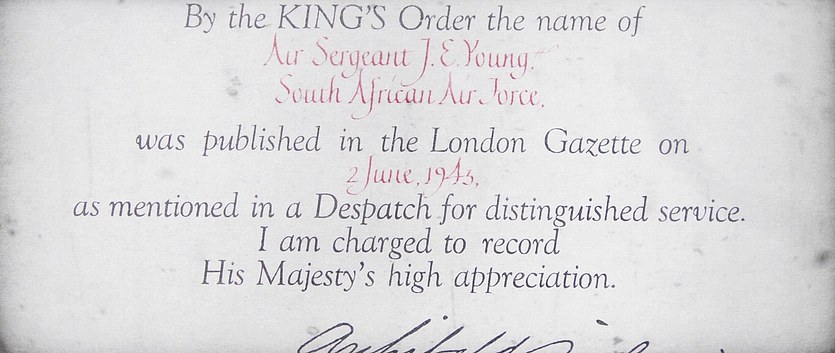 By the KING'S Order the name of
Air Sergeant J. E. Young.
South African Air Force,
was published in the London Gazette on
2 June, 1943,
as mentioned in a Despatch for distinguished service.
I am charged to record
His Majesty's high appreciation.
Archibald